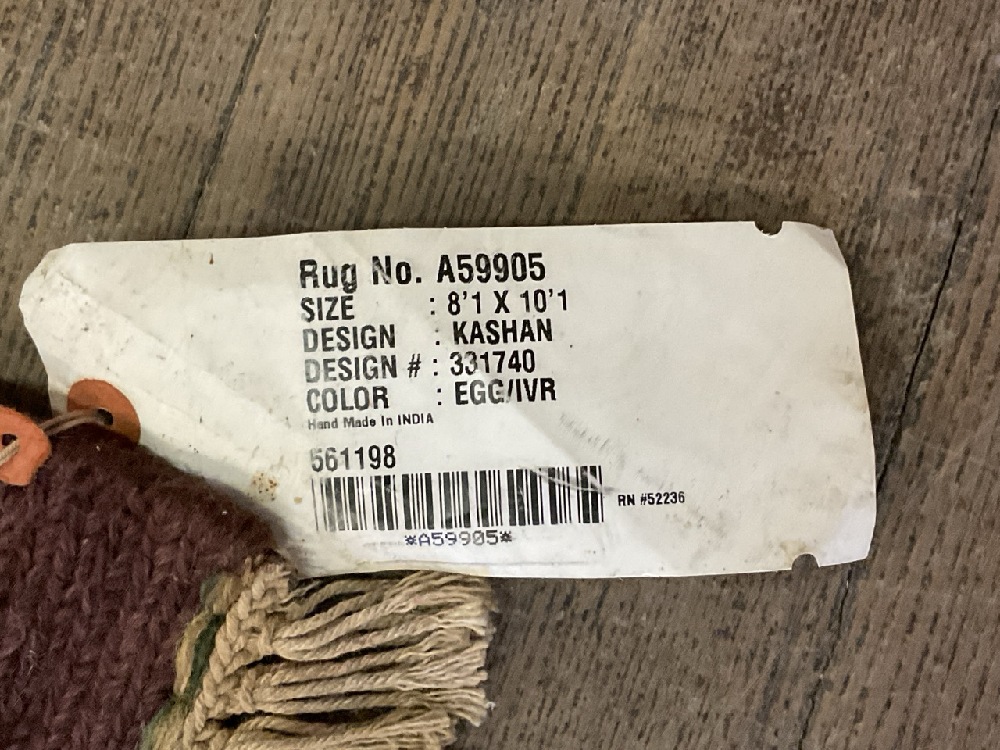 Rug No. A59905
SIZE : 8'1 X 10'1
DESIGN : KASHAN
DESIGN # : 331740
COLOR : EGG/IVR
Hand Made In INDIA
561198
RN #52236
*A59905*